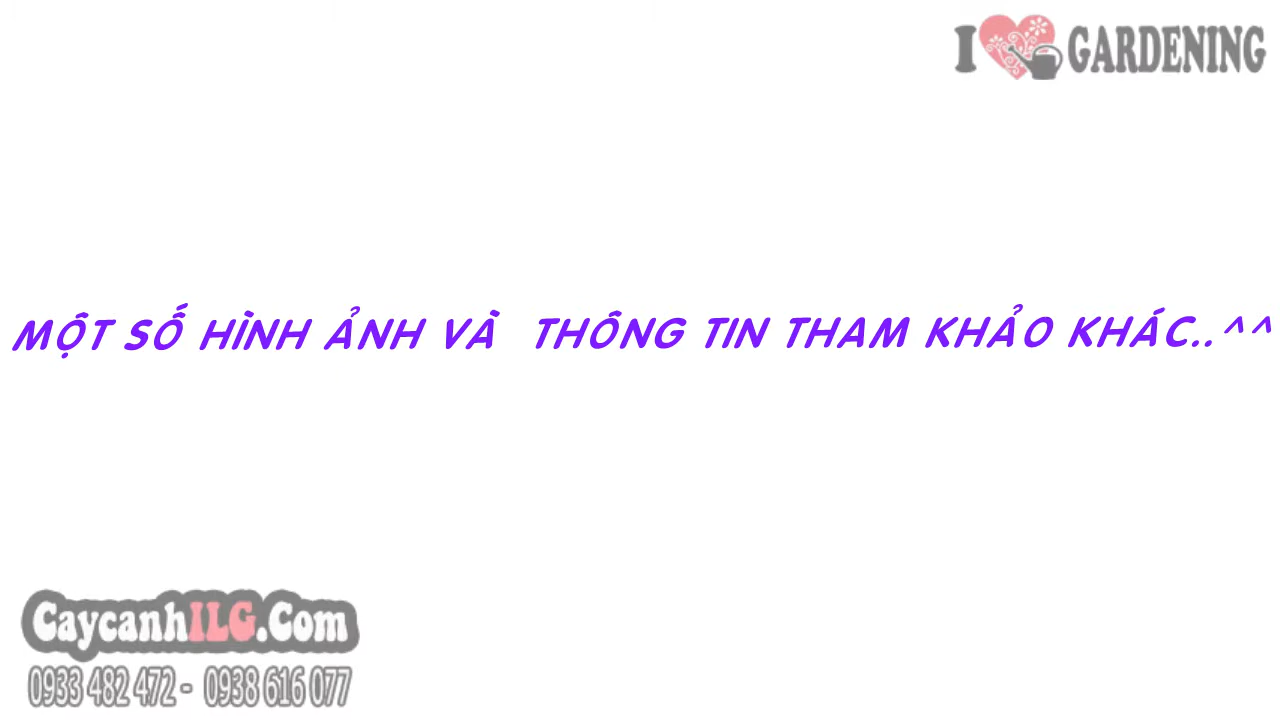 I GARDENING
MỘT SỐ HÌNH ẢNH VÀ THÔNG TIN THAM KHẢO KHÁC..^^
CaycanhILG.Com
0933 482 472 - 0938 616 077